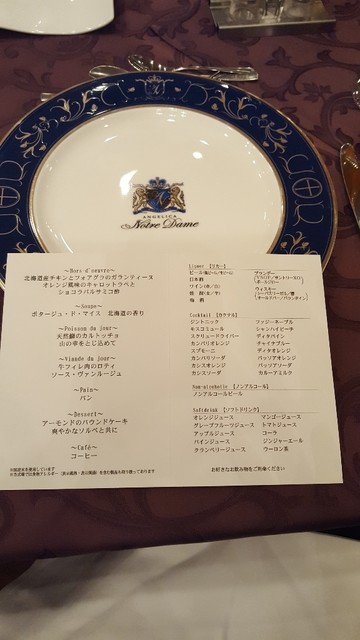 ANGELICA
Notre Dame
~Hors d'oeuvre~
北海道産チキンとフォアグラのガランティーヌ
オレンジ風味のキャロットラペと
ショコラバルサミコ酢
~Soupe~
ポタージュ・ド・マイス 北海道の香り
~Poisson du jour~
天然鯛のカルトッチョ
山の幸をとじ込めて
~Viande du jour~
牛フィレ肉のロティ
ソース・ヴァンルージュ
~Pain~
パン
~Dessert~
アーモンドのパウンドケーキ
爽やかなソルベと共に
~Café~
コーヒー
Liquor 【リカー】
日本酒
ワイン(赤/白)
焼酎(麦/芋)
梅酒
ブランデー
ウィスキー
Cocktail 【カクテル】
ジントニック
モスコミュール
スクリュードライバー
カンパリオレンジ
スプモーニ
カンパリソーダ
カシスオレンジ
カシスソーダ
ファジーネーブル
シャンハイピーチ
ディタパイン
チャイナブルー
ディタオレンジ
パッソアオレンジ
パッソアソーダ
カルーアミルク
Non-alcoholic 【ノンアルコール】
ノンアルコールビール
Softdrink 【ソフトドリンク】
オレンジジュース
グレープフルーツジュース
アップルジュース
パインジュース
クランベリージュース
マンゴージュース
トマトジュース
コーラ
ジンジャーエール
ウーロン茶
お好きなお飲み物をご用命ください